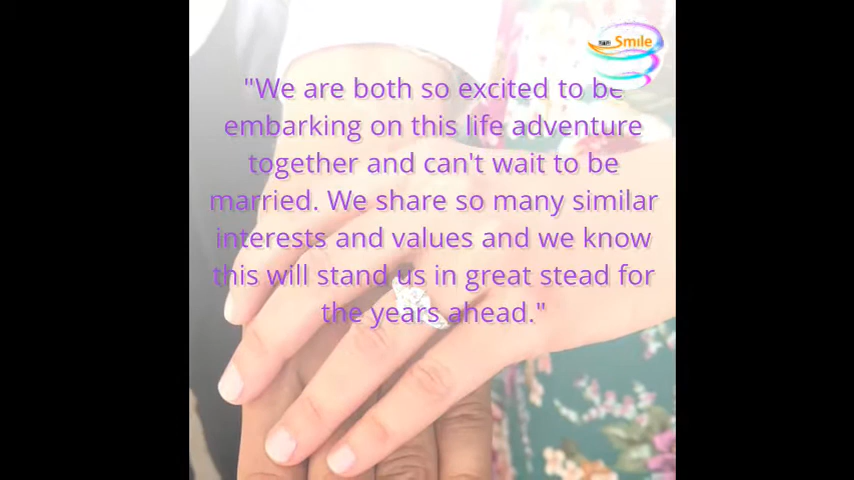 Smile
"We are both so excited to be
embarking on this life adventure
together and can't wait to be
married. We share so many similar
interests and values and we know
this will stand us in great stead for
the years ahead."